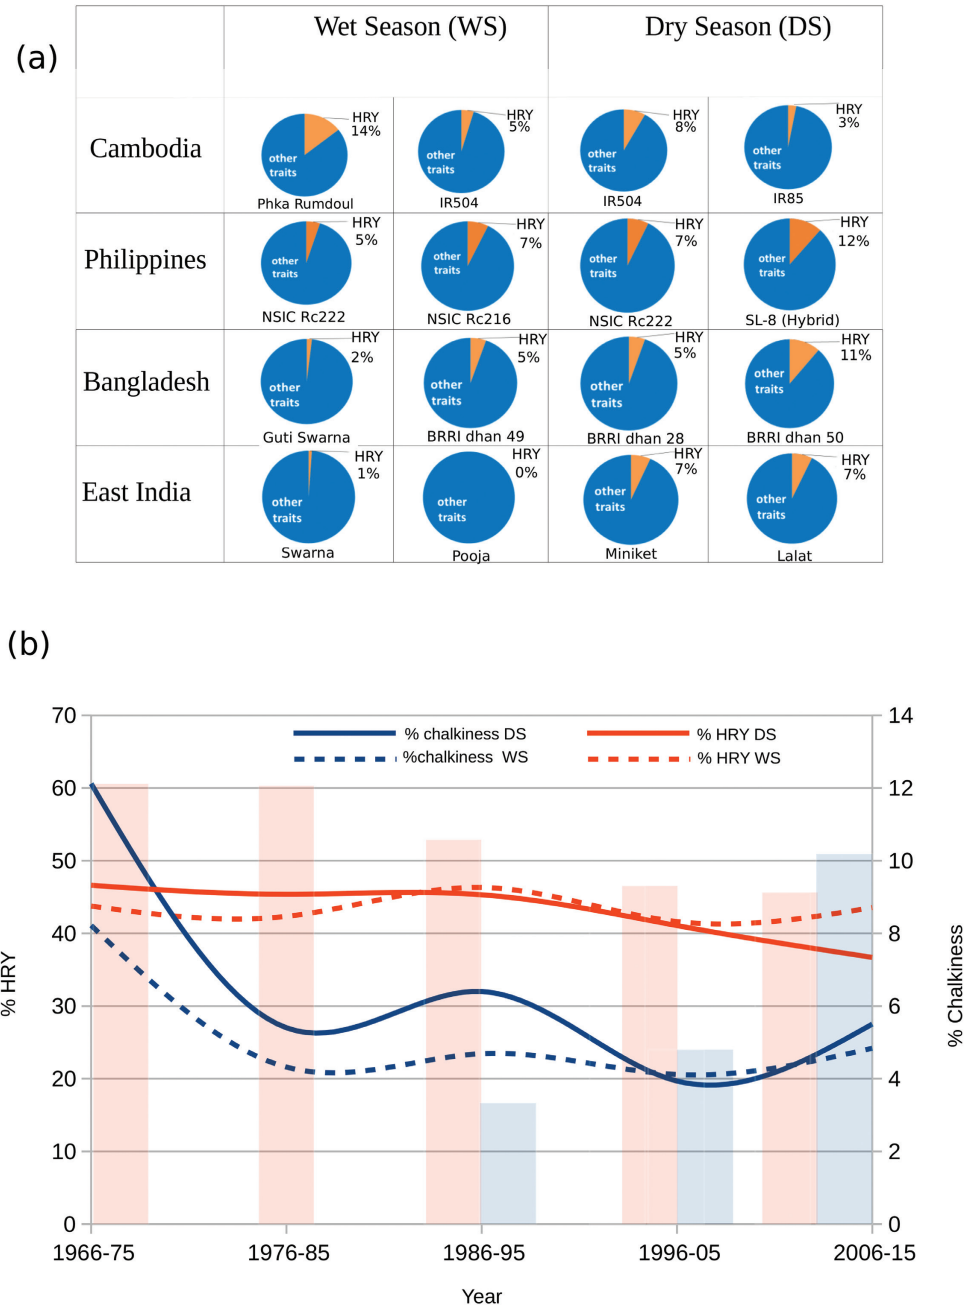 Wet Season (WS) Dry Season (DS)
(a)
Cambodia
HRY
14%
other
traits
Phka Rumdoul
HRY
5%
other
traits
IR504
HRY
8%
other
traits
IR504
HRY
3%
other
traits
IR85
Philippines
HRY
5%
other
traits
NSIC Rc222
HRY
7%
other
traits
NSIC Rc216
HRY
7%
other
traits
NSIC Rc222
HRY
12%
other
traits
SL-8 (Hybrid)
Bangladesh
HRY
2%
other
traits
Guti Swarna
HRY
5%
other
traits
BRRI dhan 49
HRY
5%
other
traits
BRRI dhan 28
HRY
11%
other
traits
BRRI dhan 50
East India
HRY
1%
other
traits
Swarna
HRY
0%
other
traits
Pooja
HRY
7%
other
traits
Miniket
HRY
7%
other
traits
Lalat
(b)
% chalkiness DS
%chalkiness WS
% HRY DS
% HRY WS
70
60
50
40
30
20
10
0
% HRY
14
12
10
8
6
4
2
0
% Chalkiness
1966-75 1976-85 1986-95 1996-05 2006-15
Year